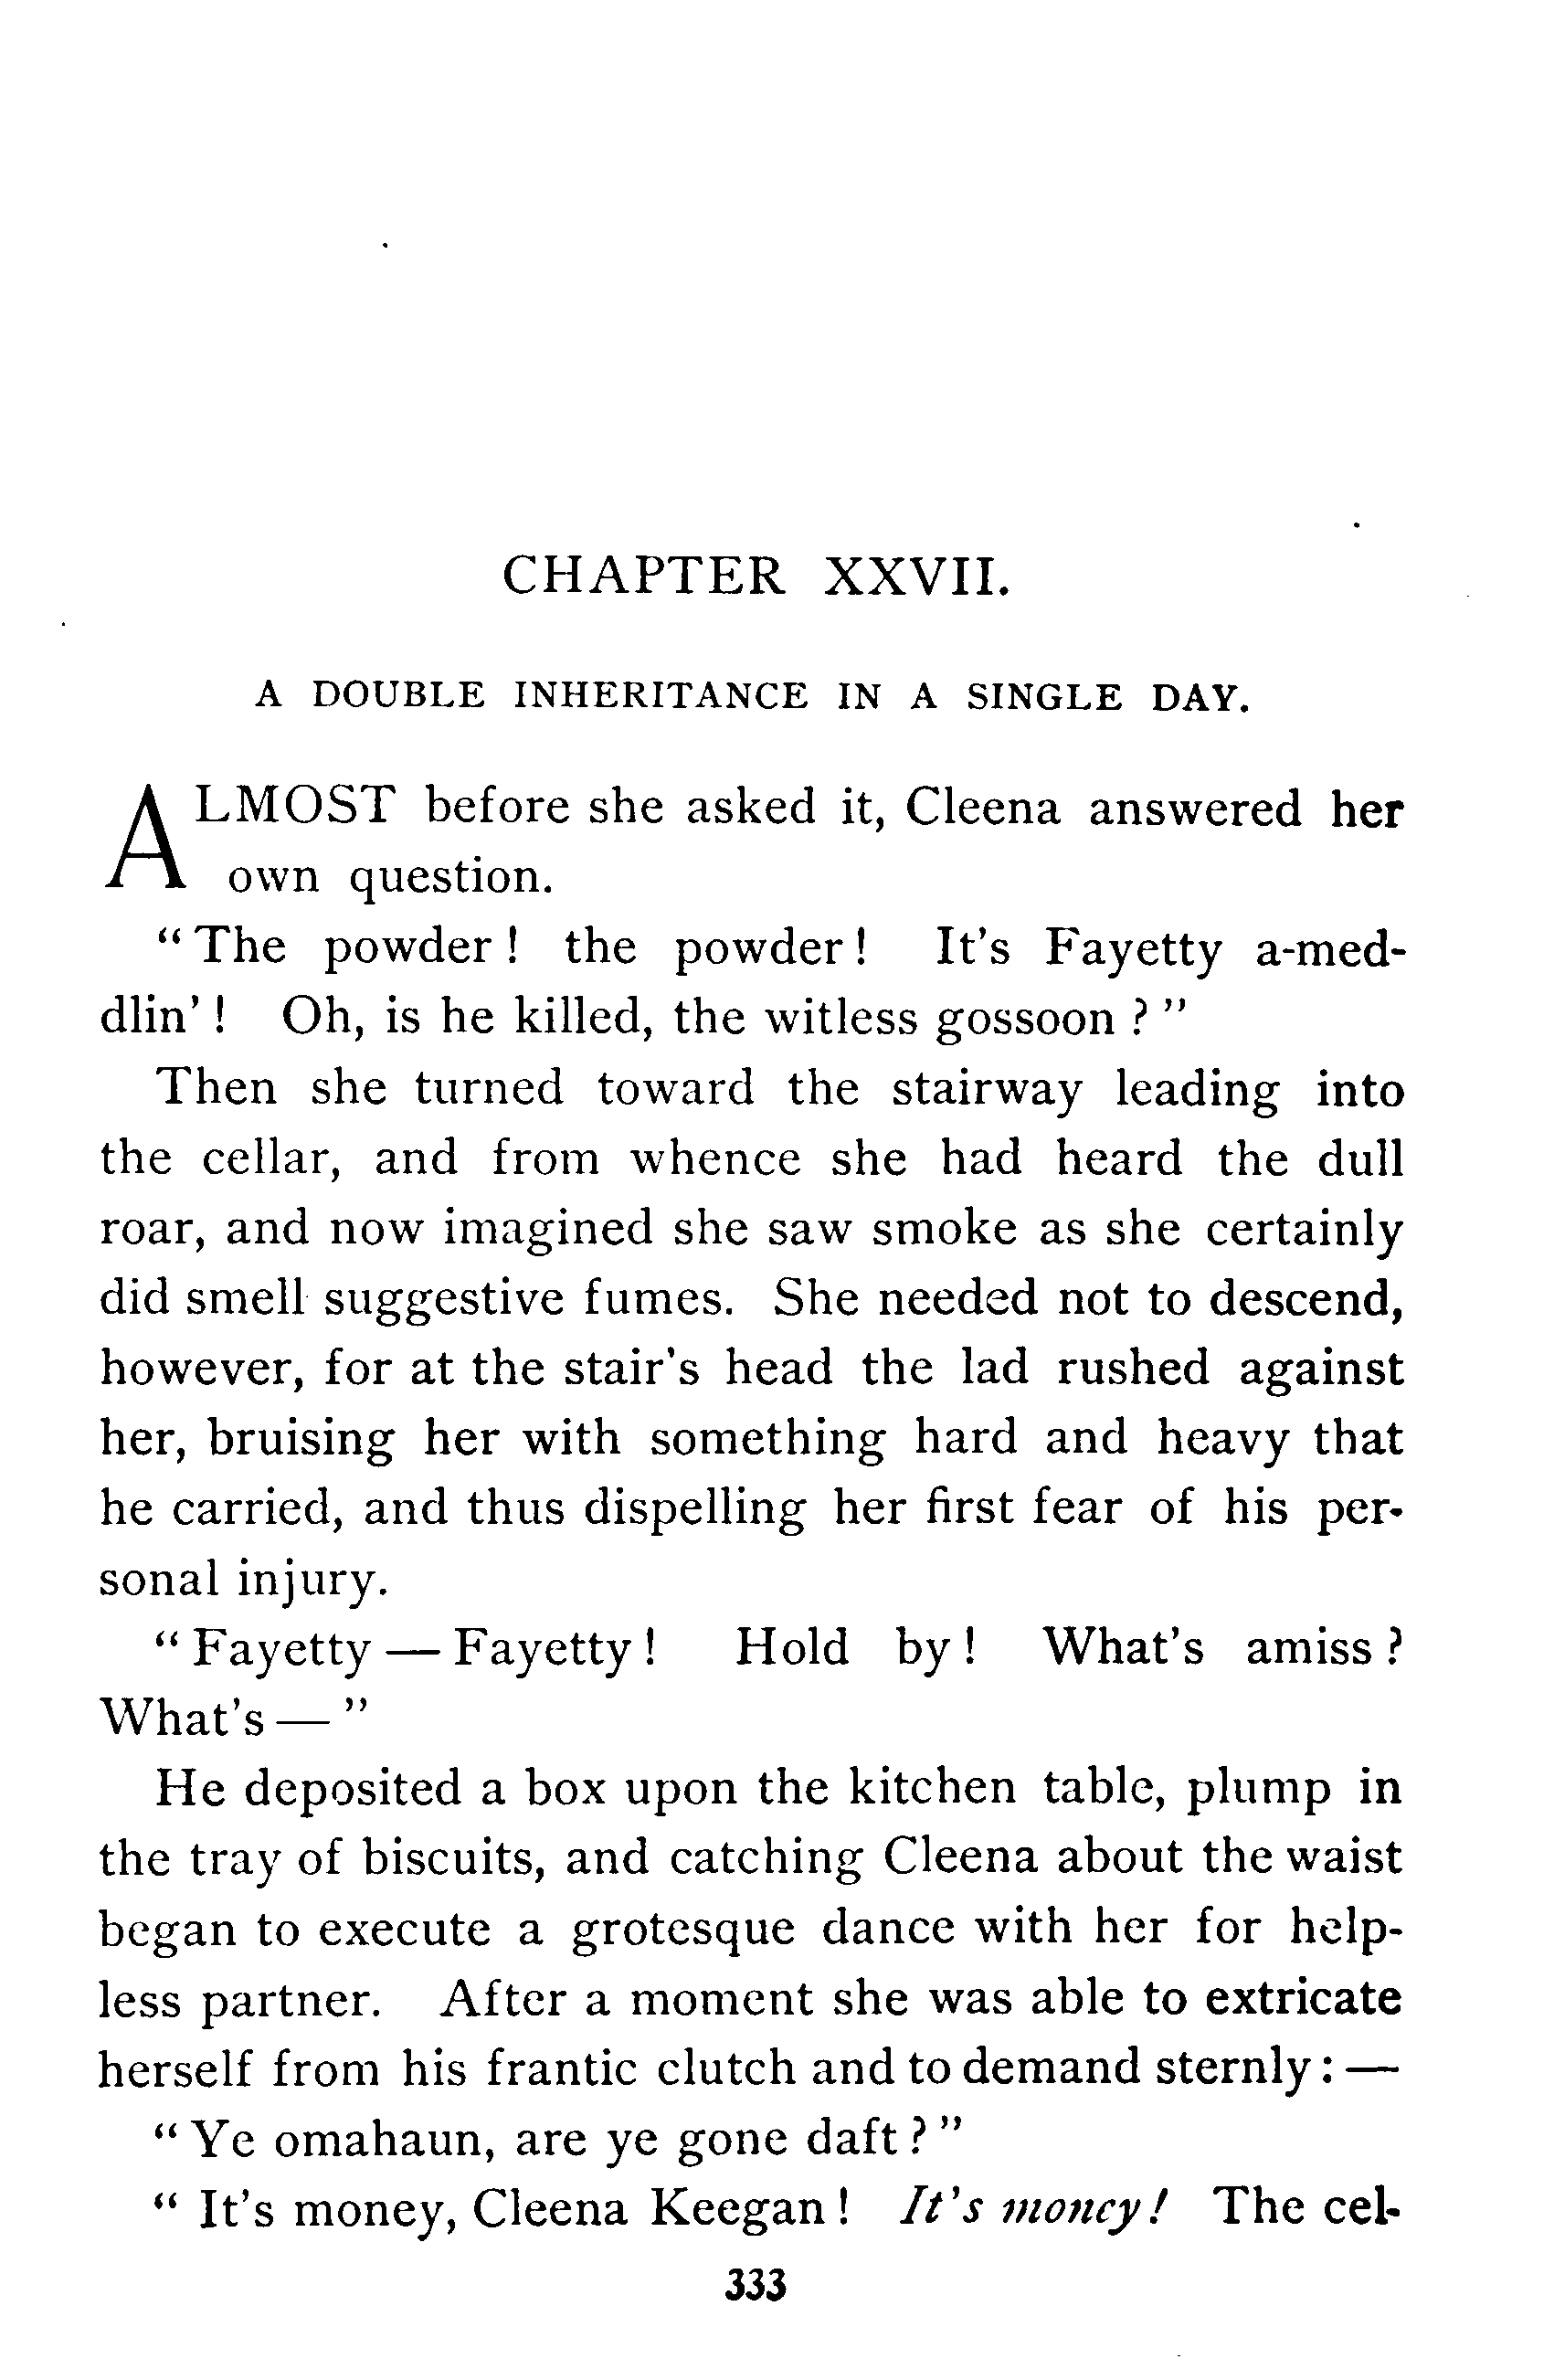 CHAPTER XXVII.
A DOUBLE INHERITANCE IN A SINGLE DAY.
ALMOST before she asked it, Cleena answered her
own question.
“The powder! the powder! It's Fayetty a-med-
dlin'! Oh, is he killed, the witless gossoon?”
Then she turned toward the stairway leading into
the cellar, and from whence she had heard the dull
roar, and now imagined she saw smoke as she certainly
did smell suggestive fumes. She needed not to descend,
however, for at the stair's head the lad rushed against
her, bruising her with something hard and heavy that
he carried, and thus dispelling her first fear of his per-
sonal injury.
“Fayetty — Fayetty! Hold by! What's amiss?
What's — ”
He deposited a box upon the kitchen table, plump in
the tray of biscuits, and catching Cleena about the waist
began to execute a grotesque dance with her for help-
less partner. After a moment she was able to extricate
herself from his frantic clutch and to demand sternly: —
“Ye omahaun, are ye gone daft?”
“It's money, Cleena Keegan! It's money! The cel-
333